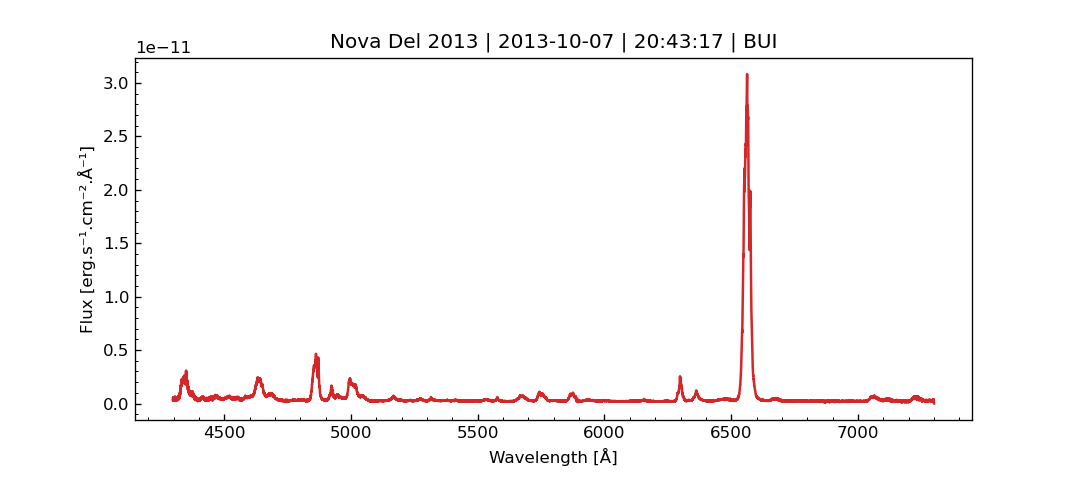 Nova Del 2013 | 2013-10-07 | 20:43:17 | BUI
1e−11
3.0
2.5
2.0
1.5
1.0
0.5
0.0
Flux [erg.s⁻¹.cm⁻².Å⁻¹]
4500 5000 5500 6000 6500 7000
Wavelength [Å]